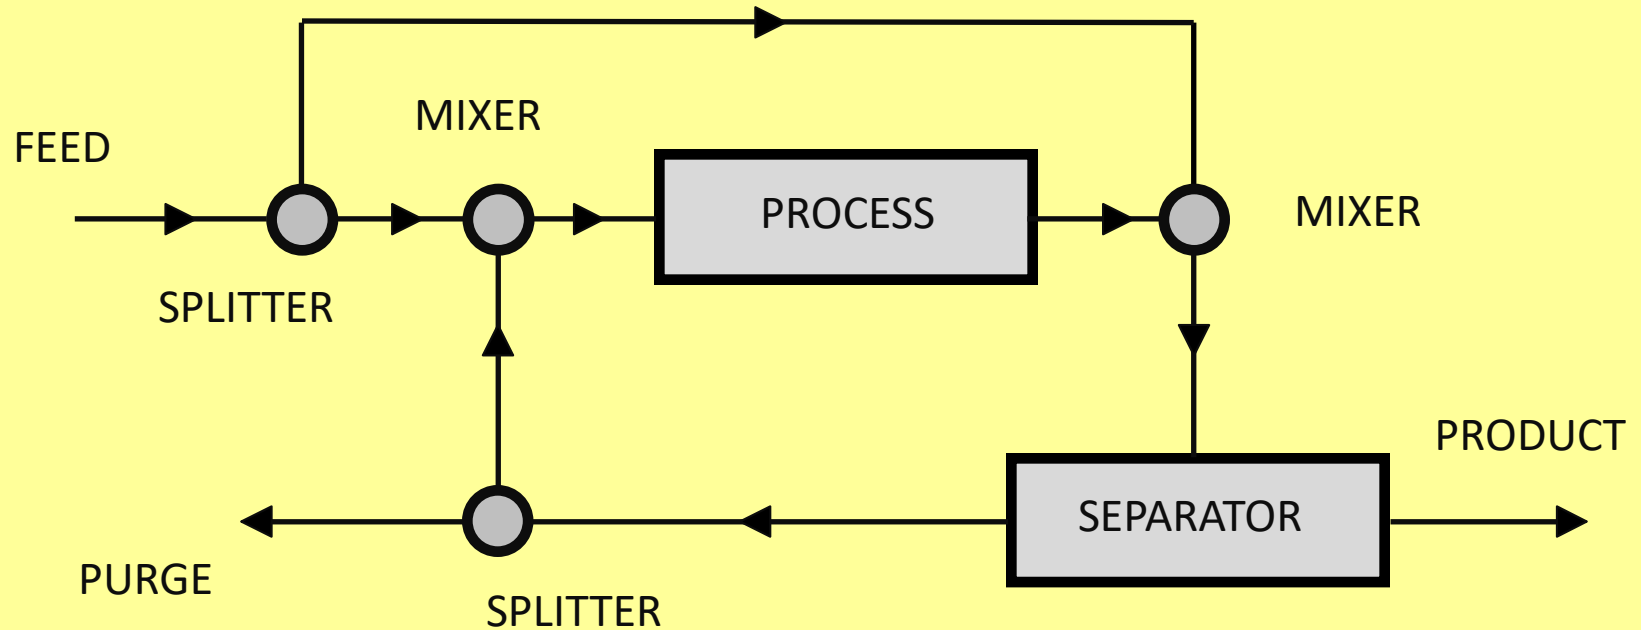 MIXER
FEED
PROCESS
MIXER
SPLITTER
PRODUCT
SEPARATOR
PURGE
SPLITTER